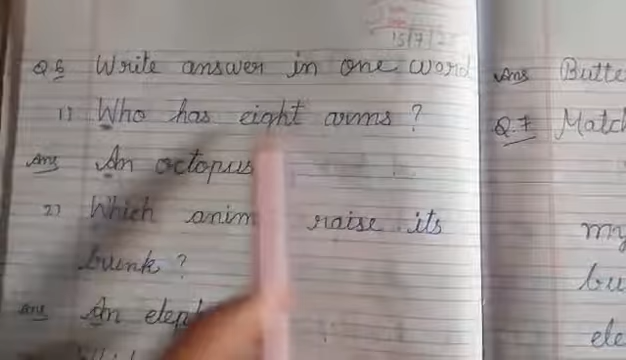 15/7/2
Q.6 Write answer in one word
1) Who has eight arms ?
Ans An octopus
2) Which anim raise its
trunk ?
Ans An eleph
Ans Butte
Q.7 Match
my
bu
ele